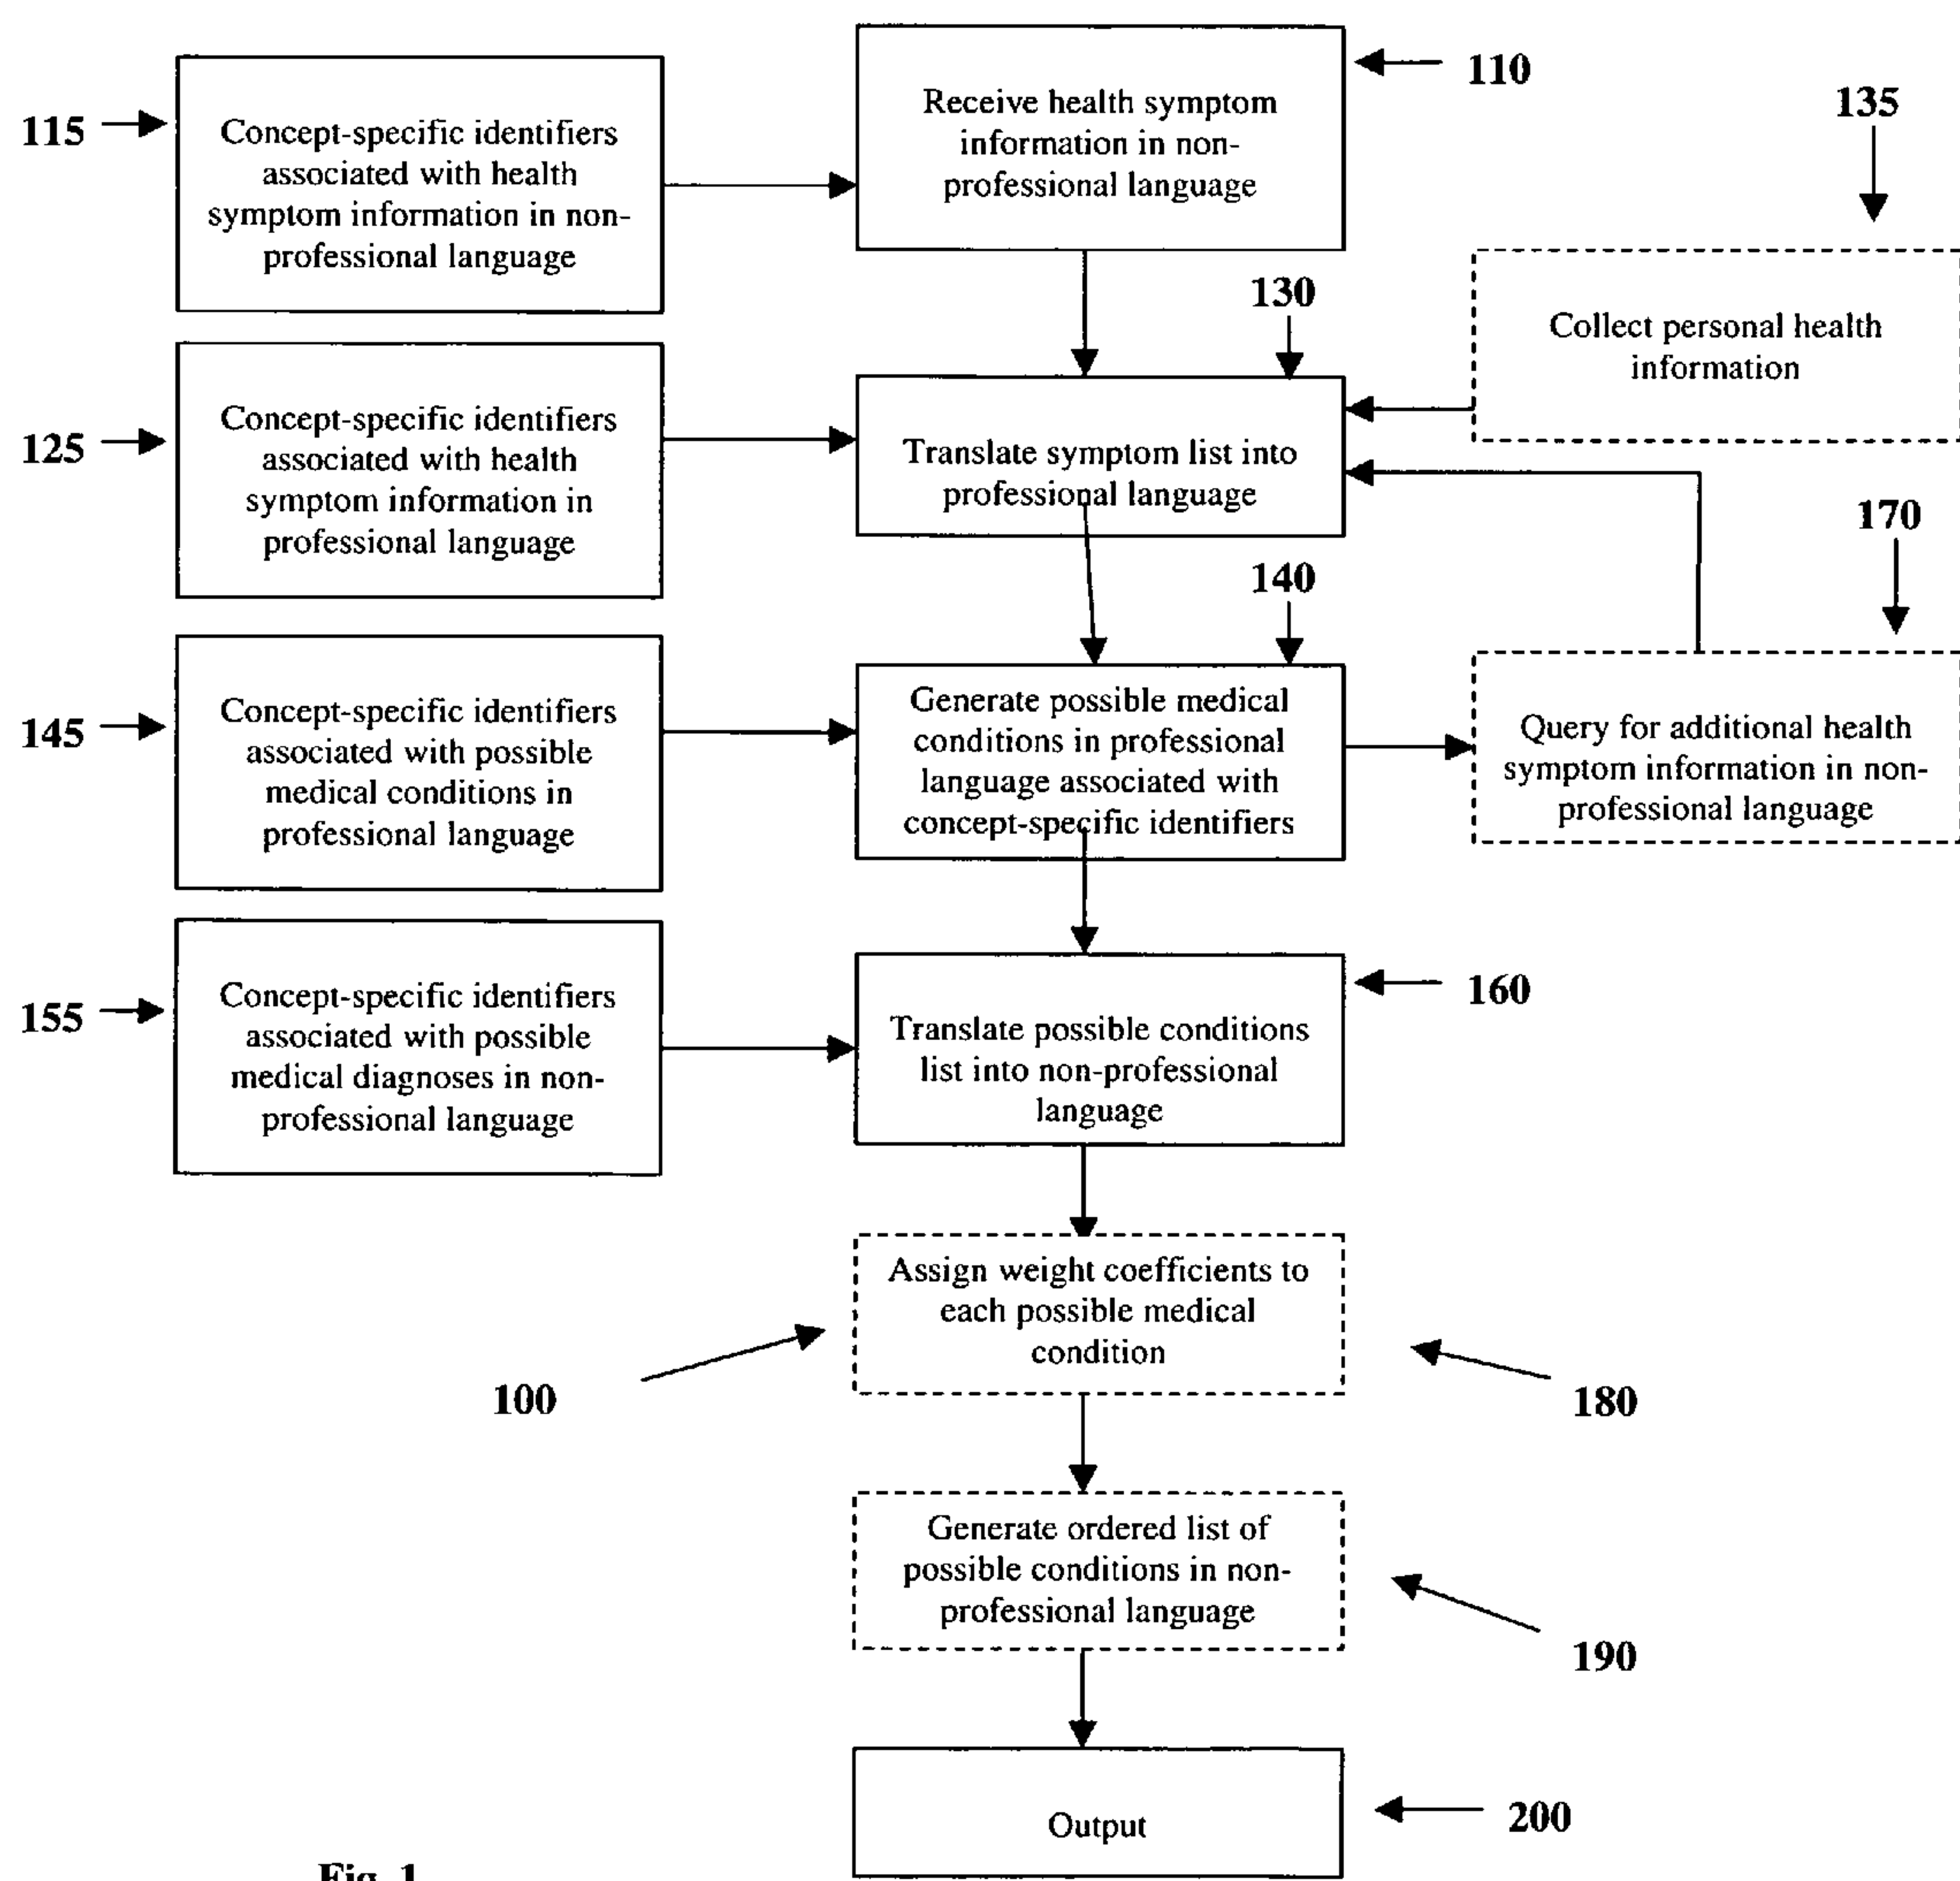 110
Receive health symptom
information in non-
professional language
115
Concept-specific identifiers
associated with health
symptom information in non-
professional language
135
Collect personal health
information
130
125
Concept-specific identifiers
associated with health
symptom information in
professional language
Translate symptom list into
professional language
170
140
145
Concept-specific identifiers
associated with possible
medical conditions in
professional language
Generate possible medical
conditions in professional
language associated with
concept-specific identifiers
Query for additional health
symptom information in non-
professional language
155
Concept-specific identifiers
associated with possible
medical diagnoses in non-
professional language
160
Translate possible conditions
list into non-professional
language
Assign weight coefficients to
each possible medical
condition
100
180
Generate ordered list of
possible conditions in non-
professional language
190
Output
200
Fig. 1